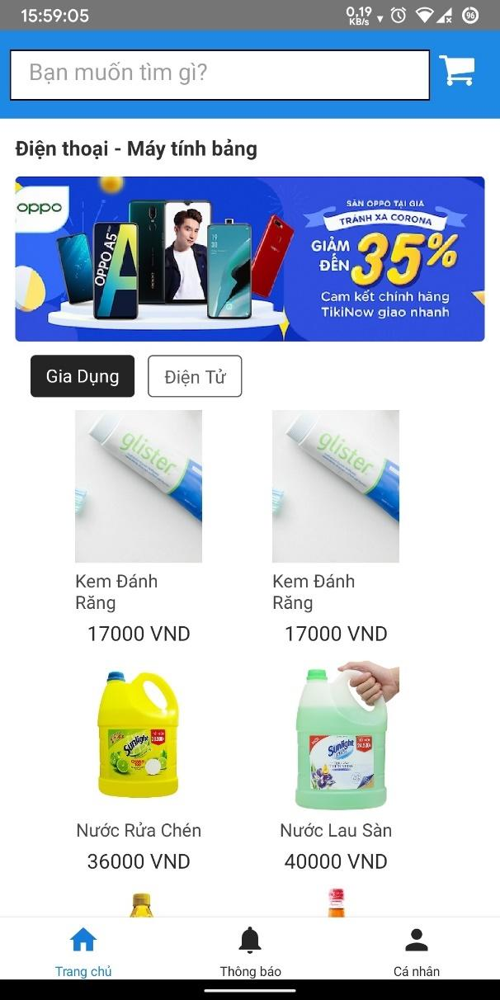 15:59:05
0,19
KB/s
96
Bạn muốn tìm gì?
Điện thoại - Máy tính bảng
oppo
OPPO A5
A
19
30
SĂN OPPO TẠI GIA
TRÁNH XA CORONA
GIẢM
ĐẾN
35%
Cam kết chính hãng
TikiNow giao nhanh
Gia Dụng
Điện Tử
glister
glister
Kem Đánh
Răng
Kem Đánh
Răng
17000 VND
17000 VND
Sunlight
Sunlight
Nước Rửa Chén
Nước Lau Sàn
36000 VND
40000 VND
Trang chủ
Thông báo
Cá nhân